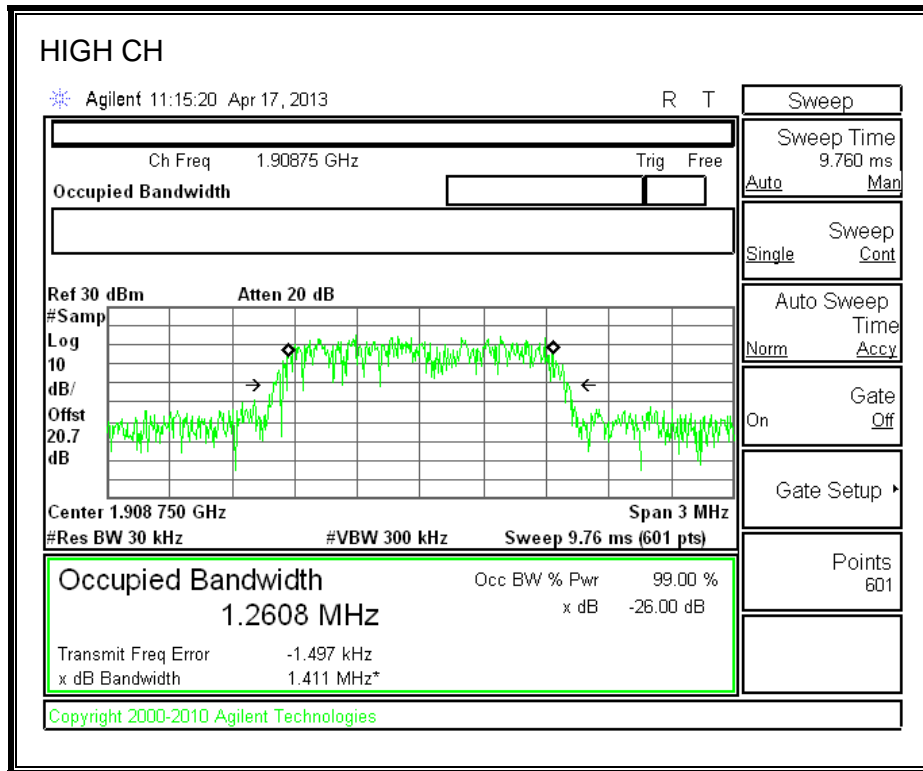 HIGH CH
Agilent 11:15:20 Apr 17, 2013 R T
Sweep
Ch Freq 1.90875 GHz Trig Free
Occupied Bandwidth
Sweep Time
9.760 ms
Auto Man
Sweep
Single Cont
Ref 30 dBm Atten 20 dB
#Samp
Log
10
dB/
Offst
20.7
dB
Auto Sweep
Time
Norm Accy
Gate
On Off
Gate Setup
Center 1.908 750 GHz Span 3 MHz
#Res BW 30 kHz #VBW 300 kHz Sweep 9.76 ms (601 pts)
Points
601
Occupied Bandwidth
1.2608 MHz
Occ BW % Pwr 99.00 %
x dB -26.00 dB
Transmit Freq Error -1.497 kHz
x dB Bandwidth 1.411 MHz*
Copyright 2000-2010 Agilent Technologies